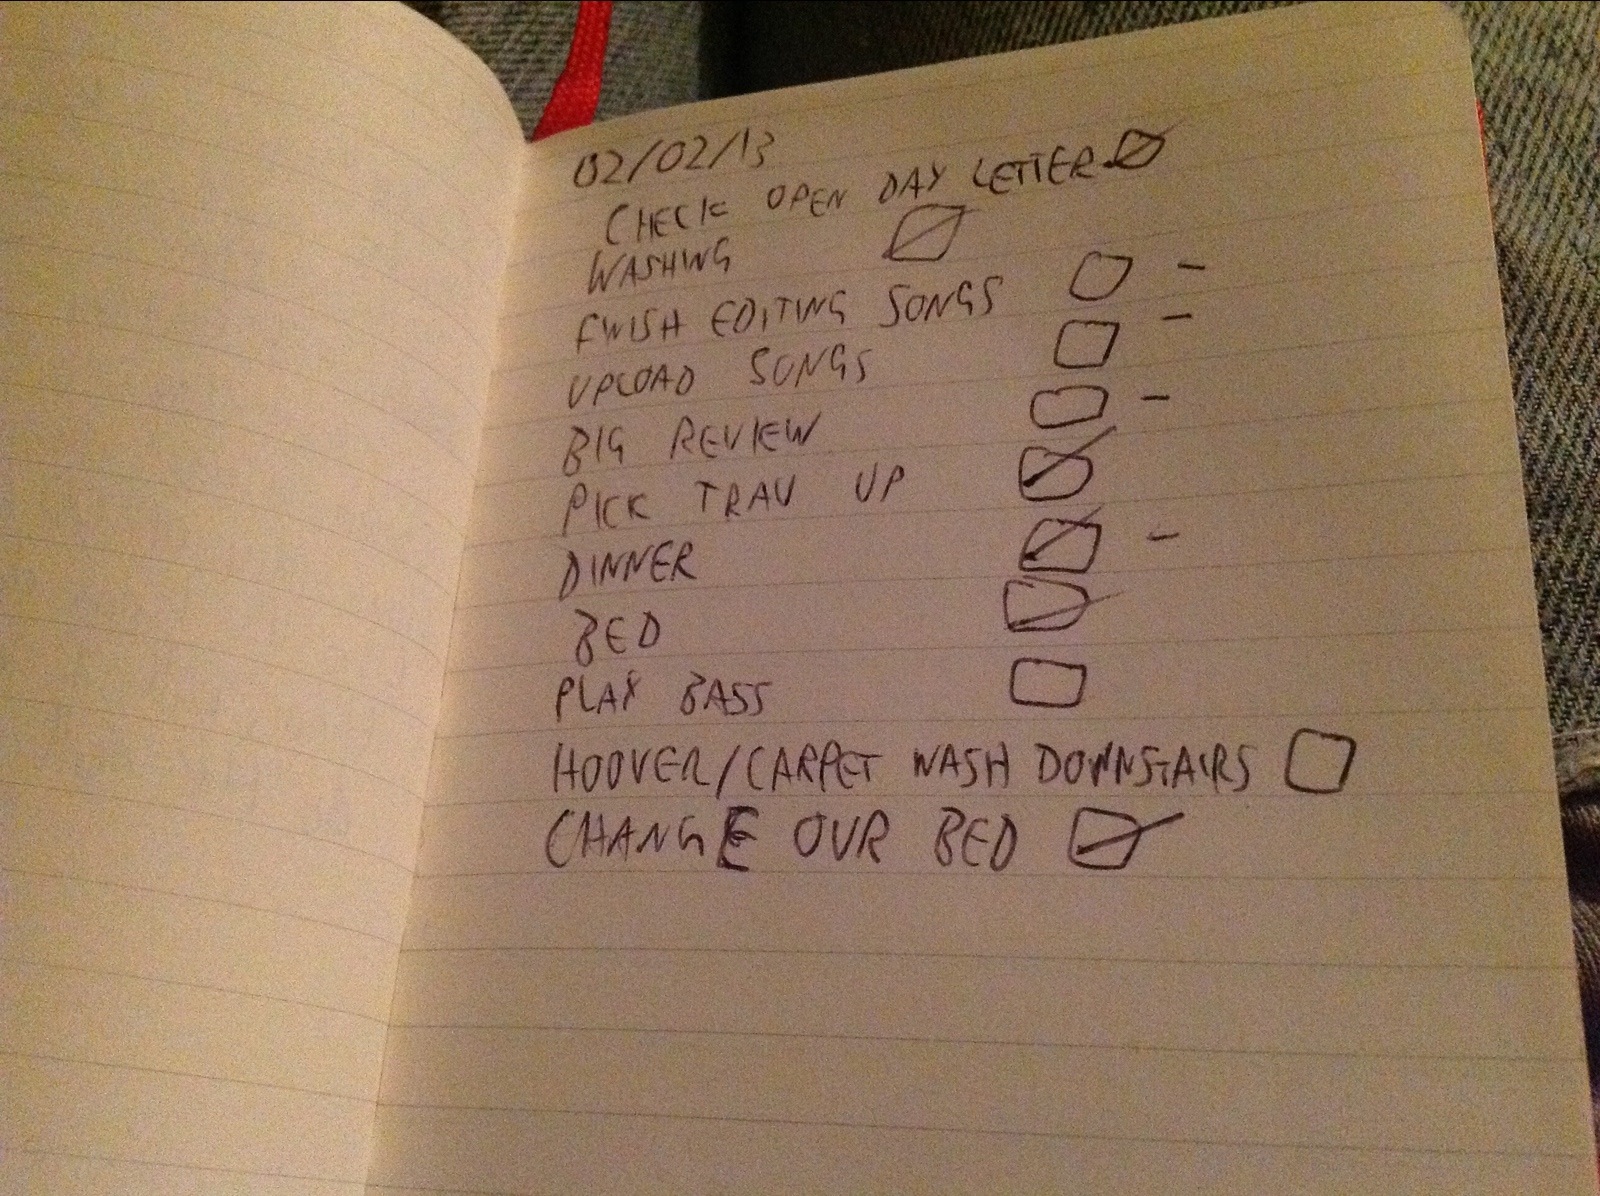 02/02/13
CHECK OPEN DAY LETTER ☑
WASHING ☑
FINISH EDITING SONGS ☐ –
UPLOAD SONGS ☐ –
BIG REVIEW ☐ –
PICK TRAV UP ☑
DINNER ☑ –
BED ☑
PLAY BASS ☐
HOOVER/CARPET WASH DOWNSTAIRS ☐
CHANGE OUR BED ☑